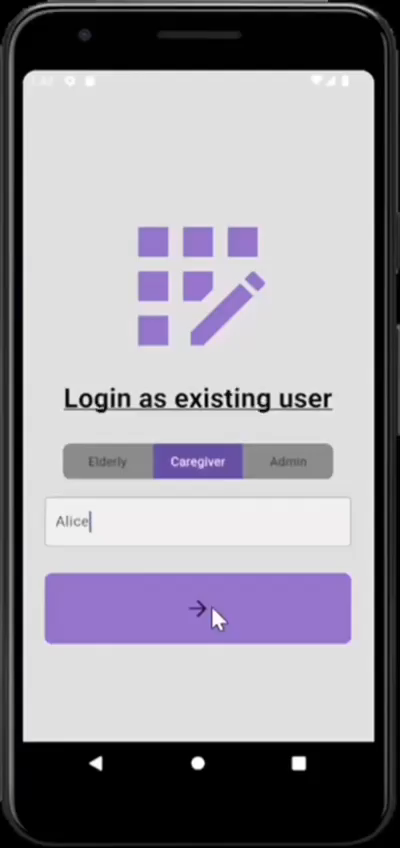 Login as existing user
Elderly Caregiver Admin
Alice